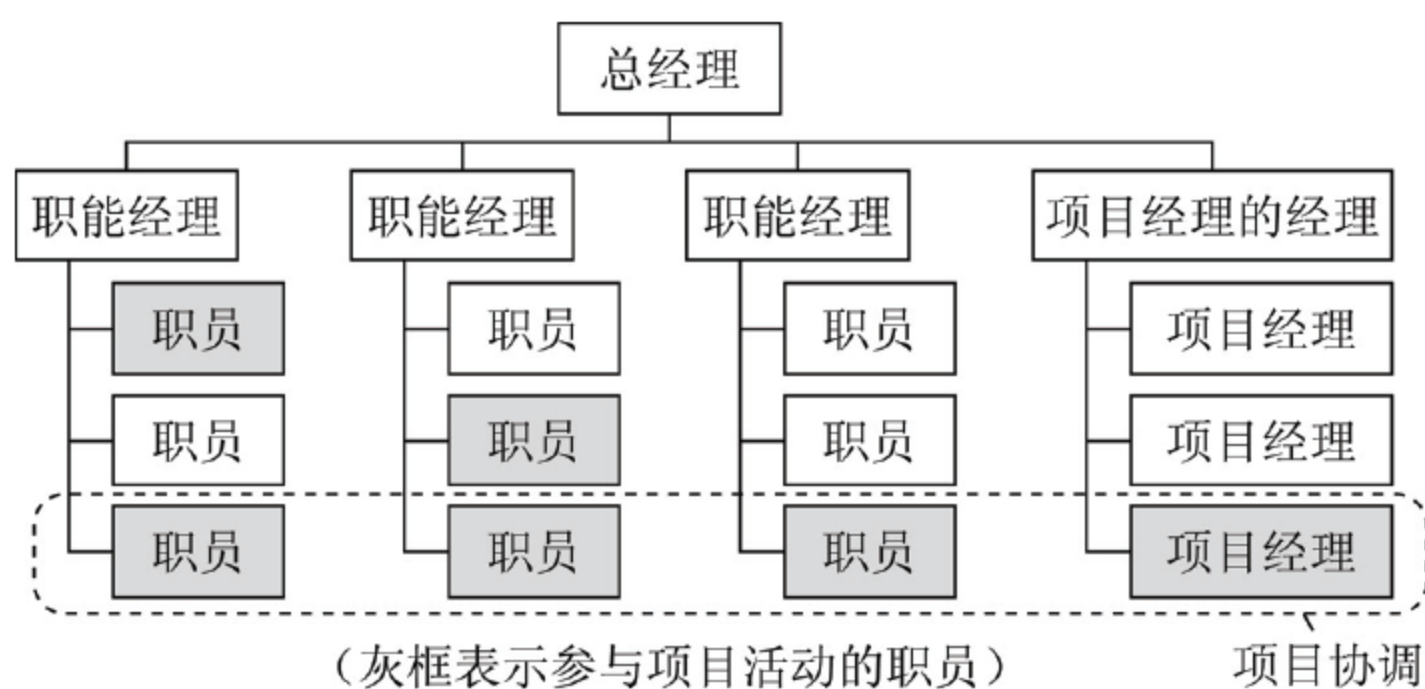 总经理
职能经理 职能经理 职能经理 项目经理的经理
职员 职员 职员 项目经理
职员 职员 职员 项目经理
职员 职员 职员 项目经理
（灰框表示参与项目活动的职员） 项目协调